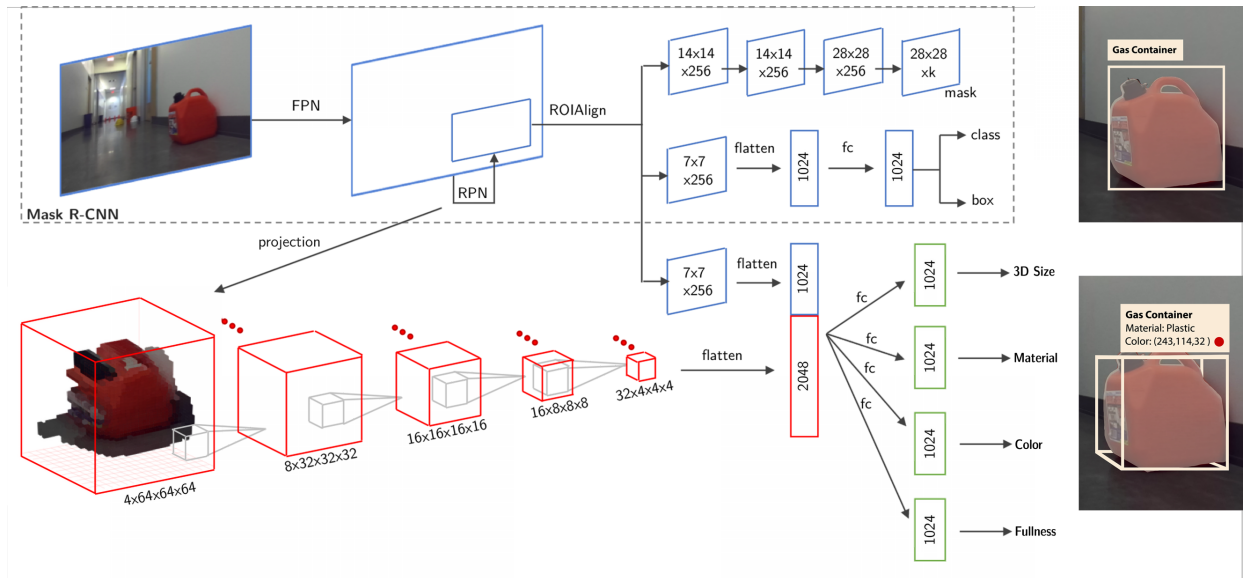 FPN
RPN
ROIAlign
Mask R-CNN
14x14
x256
14x14
x256
28x28
x256
28x28
xk
mask
7x7
x256
flatten
1024
fc
1024
class
box
projection
7x7
x256
flatten
1024
2048
flatten
4x64x64x64
8x32x32x32
16x16x16x16
16x8x8x8
32x4x4x4
fc
fc
fc
fc
1024
3D Size
1024
Material
1024
Color
1024
Fullness
Gas Container
Gas Container
Material: Plastic
Color: (243,114,32 )